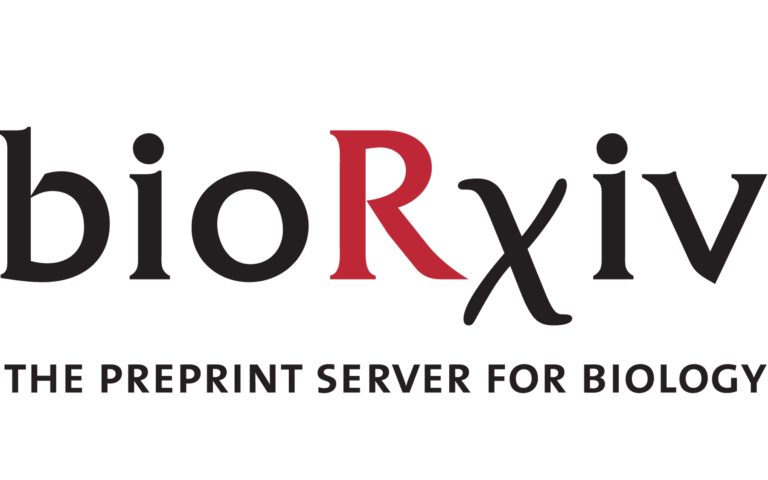 bioRχiv
THE PREPRINT SERVER FOR BIOLOGY